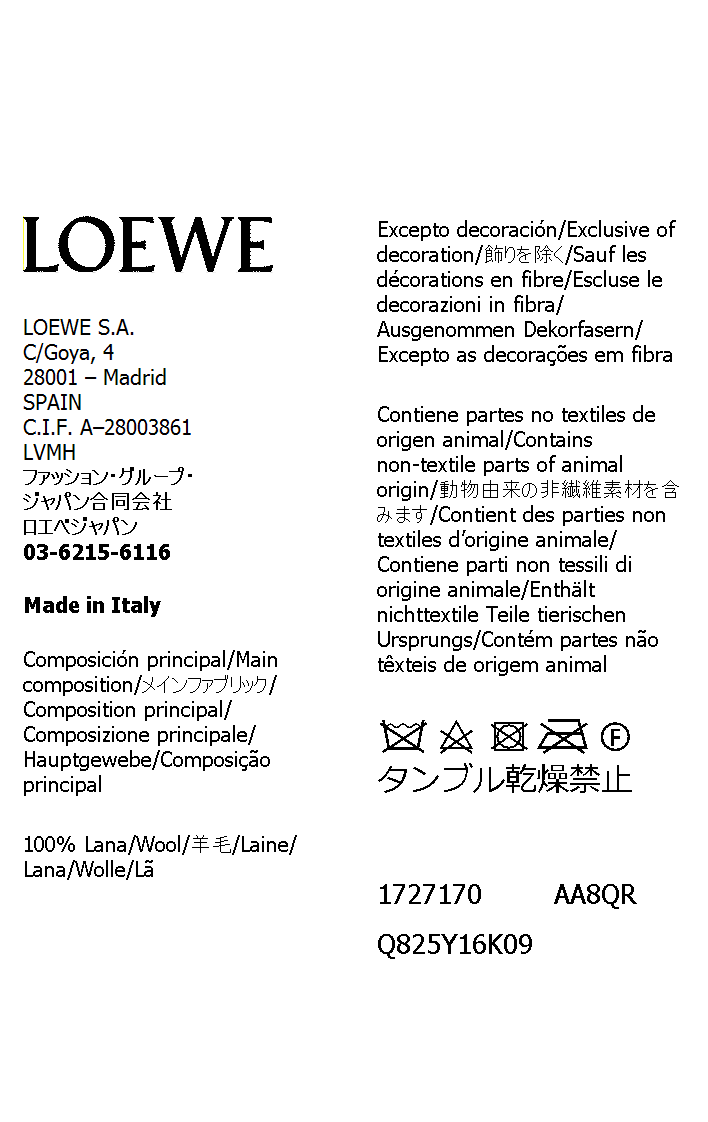 LOEWE
LOEWE S.A.
C/Goya, 4
28001 – Madrid
SPAIN
C.I.F. A–28003861
LVMH
ファッション・グループ・
ジャパン合同会社
ロエベジャパン
03-6215-6116
Made in Italy
Composición principal/Main
composition/メインファブリック/
Composition principal/
Composizione principale/
Hauptgewebe/Composição
principal
100% Lana/Wool/羊毛/Laine/
Lana/Wolle/Lã
Excepto decoración/Exclusive of
decoration/飾りを除く/Sauf les
décorations en fibre/Escluse le
decorazioni in fibra/
Ausgenommen Dekorfasern/
Excepto as decorações em fibra
Contiene partes no textiles de
origen animal/Contains
non-textile parts of animal
origin/動物由来の非繊維素材を含
みます/Contient des parties non
textiles d’origine animale/
Contiene parti non tessili di
origine animale/Enthält
nichttextile Teile tierischen
Ursprungs/Contém partes não
têxteis de origem animal
F
タンブル乾燥禁止
1727170 AA8QR
Q825Y16K09